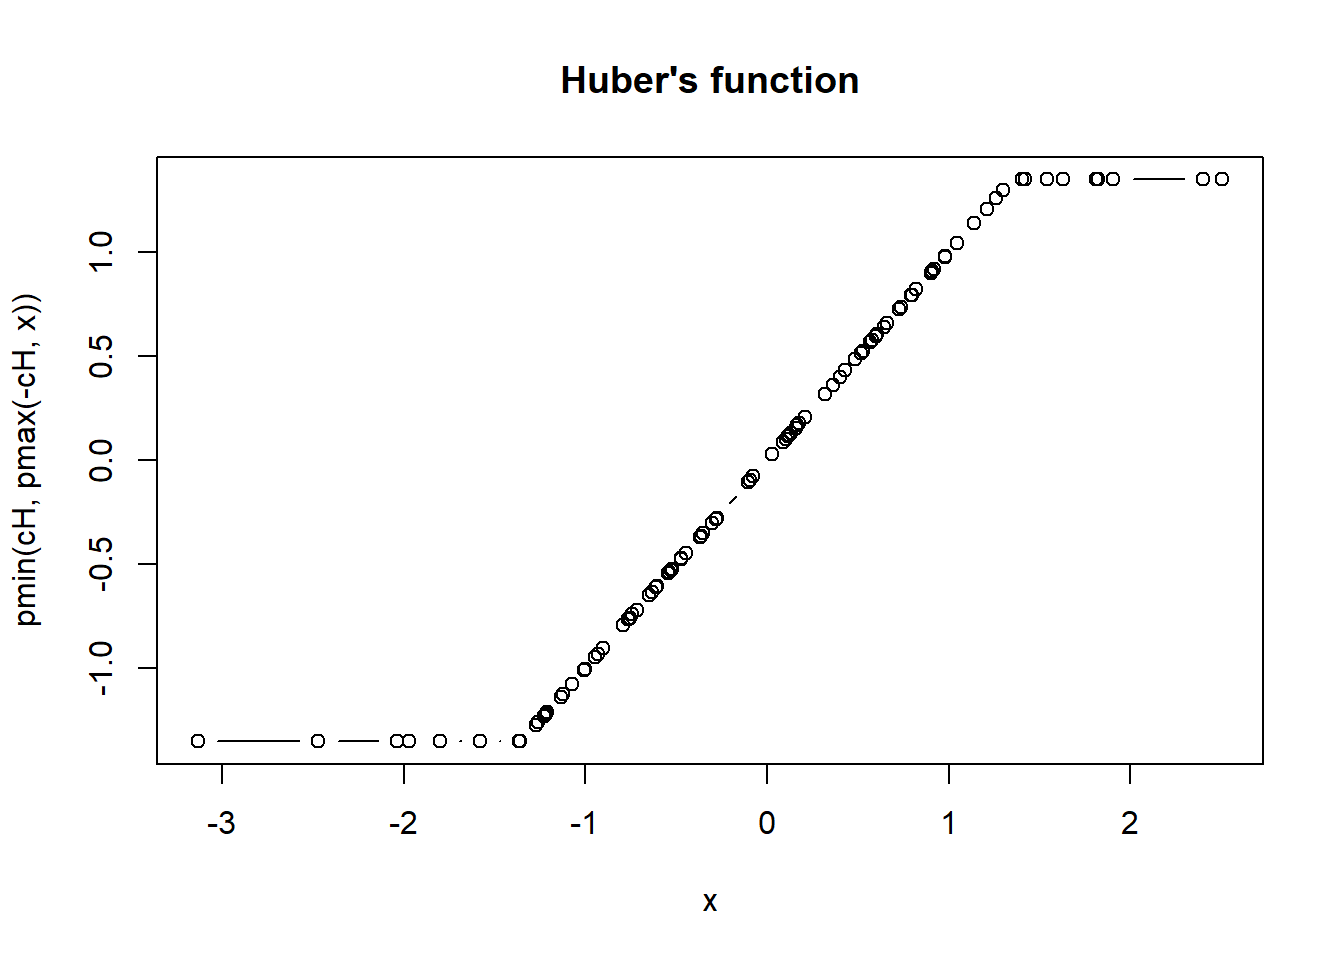 Huber's function
pmin(cH, pmax(-cH, x))
1.0
0.5
0.0
-0.5
-1.0
-3 -2 -1 0 1 2
x